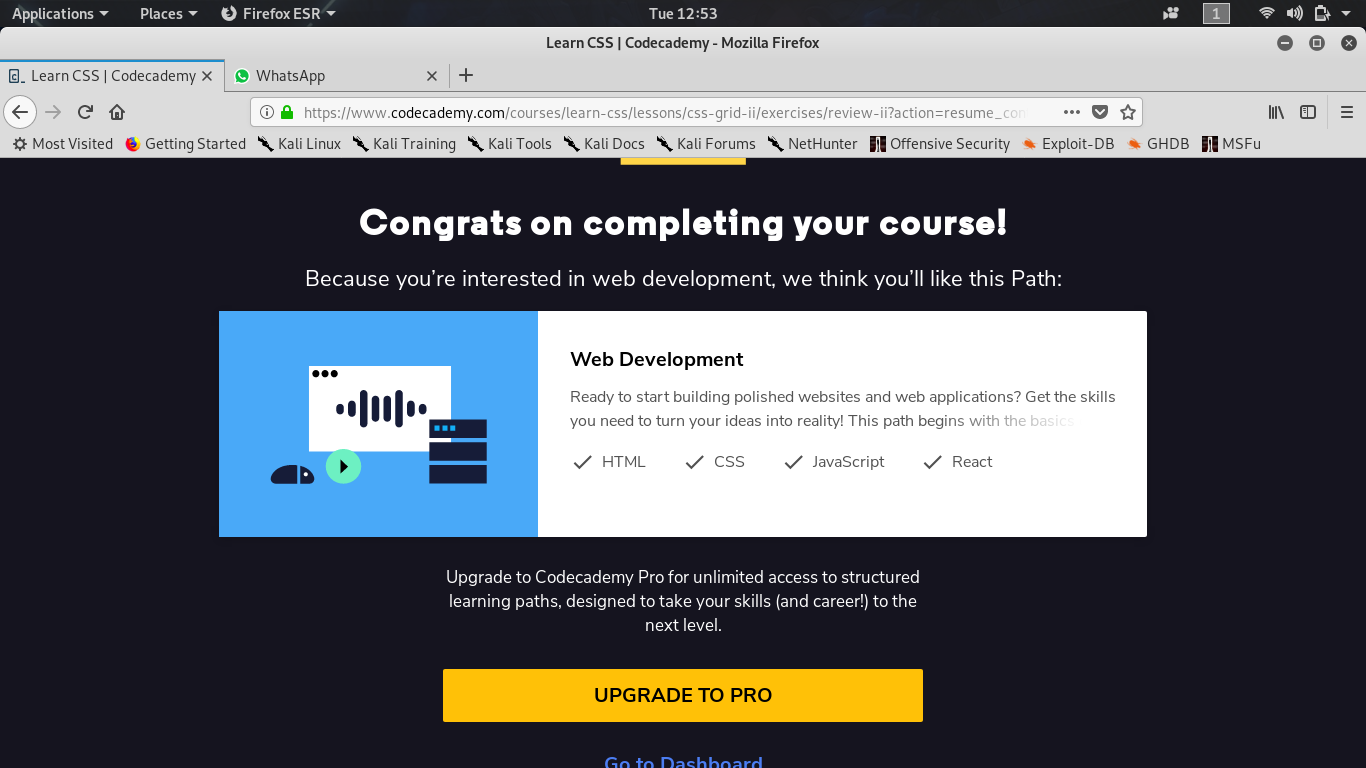 Applications Places Firefox ESR Tue 12:53 1
Learn CSS | Codecademy - Mozilla Firefox
Learn CSS | Codecademy WhatsApp
https://www.codecademy.com/courses/learn-css/lessons/css-grid-ii/exercises/review-ii?action=resume_con
Most Visited Getting Started Kali Linux Kali Training Kali Tools Kali Docs Kali Forums NetHunter Offensive Security Exploit-DB GHDB MSFu
Congrats on completing your course!
Because you’re interested in web development, we think you’ll like this Path:
Web Development
Ready to start building polished websites and web applications? Get the skills
you need to turn your ideas into reality! This path begins with the basics
HTML CSS JavaScript React
Upgrade to Codecademy Pro for unlimited access to structured
learning paths, designed to take your skills (and career!) to the
next level.
UPGRADE TO PRO
Go to Dashboard